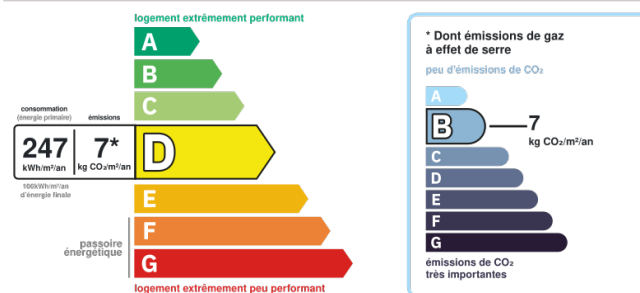 logement extrêmement performant
A
B
C
consommation
(énergie primaire)
émissions
247
kWh/m²/an
7*
kg CO₂/m²/an
D
106kWh/m²/an
d'énergie finale
E
F
G
passoire
énergétique
logement extrêmement peu performant
* Dont émissions de gaz
à effet de serre
peu d'émissions de CO₂
A
B
7
kg CO₂/m²/an
C
D
E
F
G
émissions de CO₂
très importantes